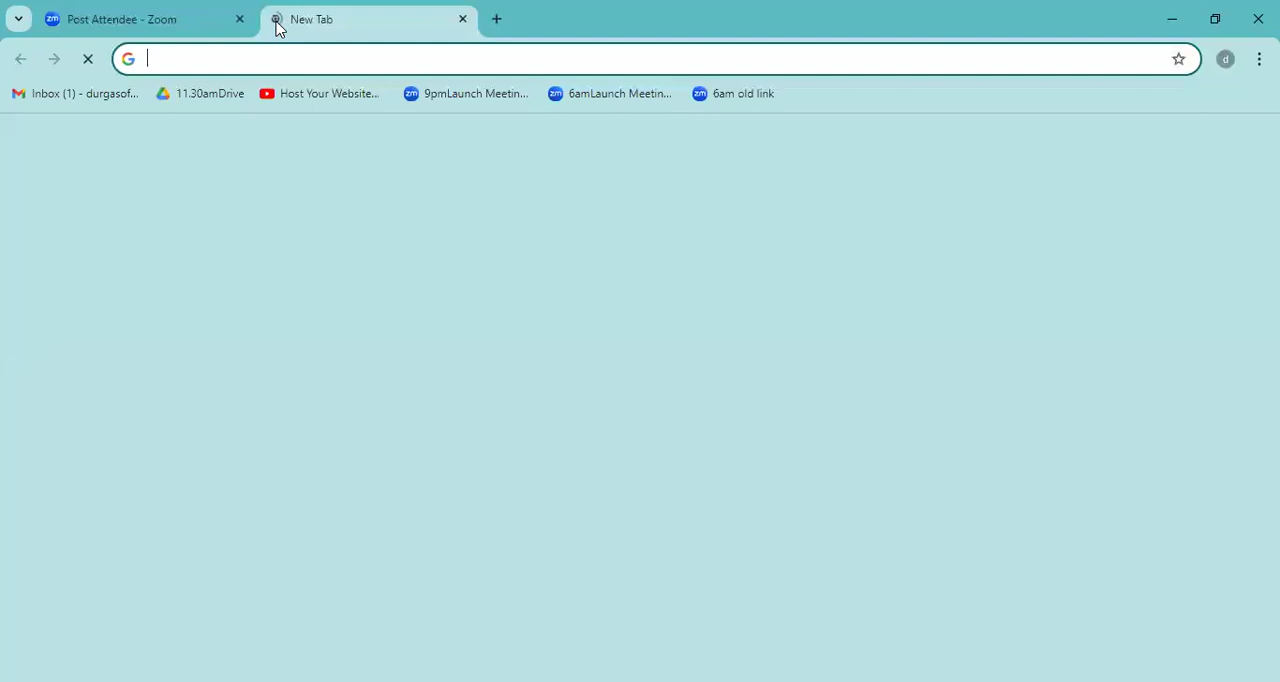 Post Attendee - Zoom
New Tab
Inbox (1) - durgasof...
11.30amDrive
Host Your Website...
9pmLaunch Meetin...
6amLaunch Meetin...
6am old link
d